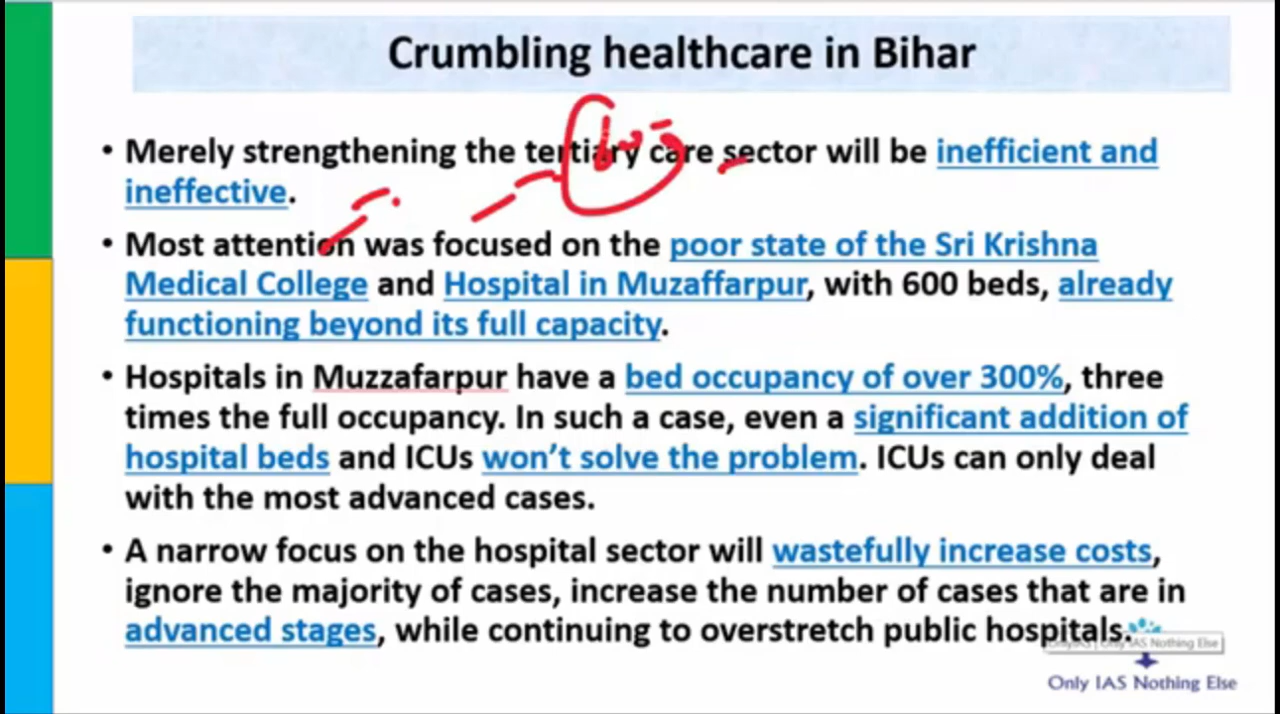 Crumbling healthcare in Bihar
• Merely strengthening the tertiary care sector will be inefficient and
ineffective.
• Most attention was focused on the poor state of the Sri Krishna
Medical College and Hospital in Muzaffarpur, with 600 beds, already
functioning beyond its full capacity.
• Hospitals in Muzzafarpur have a bed occupancy of over 300%, three
times the full occupancy. In such a case, even a significant addition of
hospital beds and ICUs won't solve the problem. ICUs can only deal
with the most advanced cases.
• A narrow focus on the hospital sector will wastefully increase costs,
ignore the majority of cases, increase the number of cases that are in
advanced stages, while continuing to overstretch public hospitals.
OnlyIAS | Only IAS Nothing Else
Only IAS Nothing Else